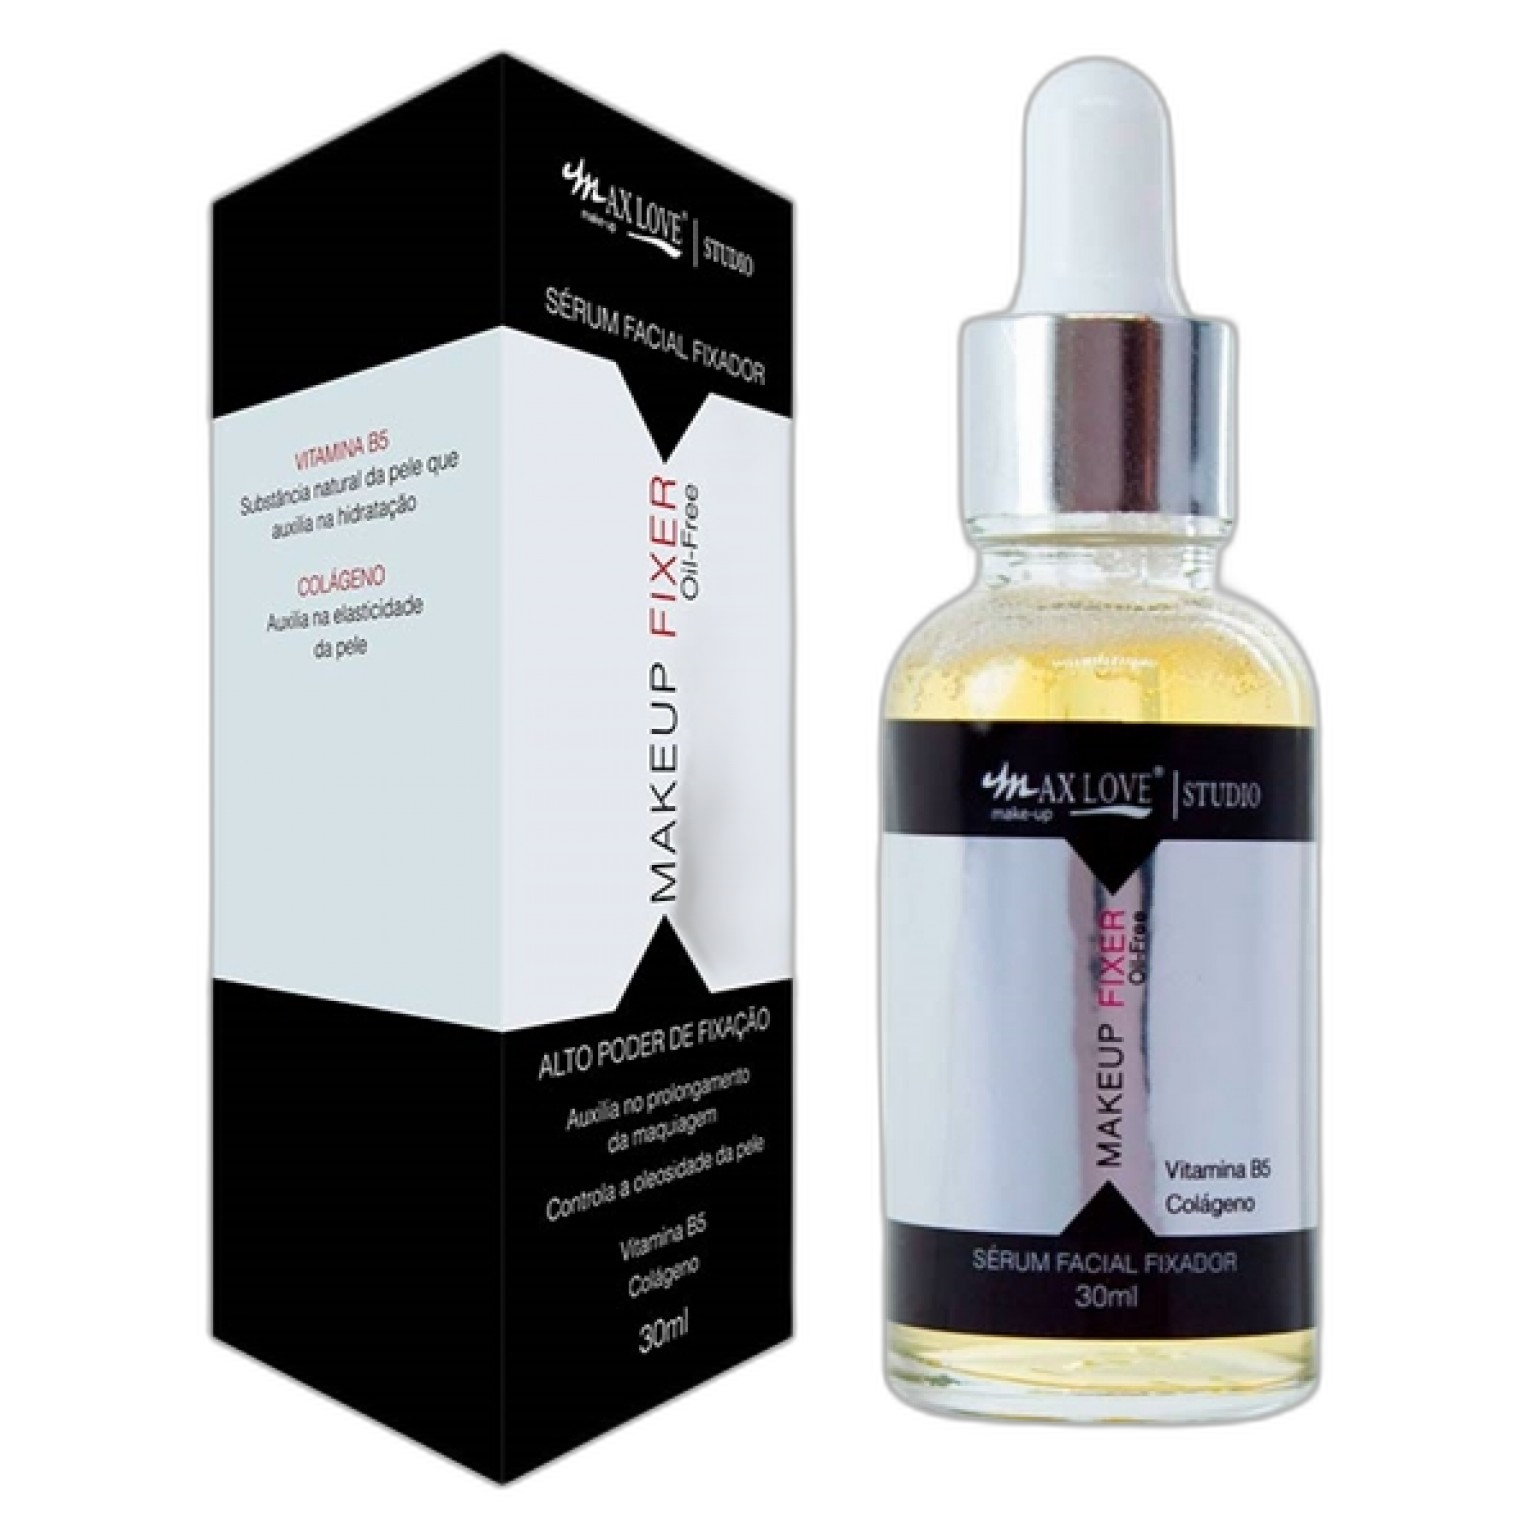 MAX LOVE® | STUDIO
make-up
SÉRUM FACIAL FIXADOR
VITAMINA B5
Substância natural da pele que
auxilia na hidratação
COLÁGENO
Auxilia na elasticidade
da pele
MAKEUP FIXER
Oil-Free
ALTO PODER DE FIXAÇÃO
Auxilia no prolongamento
da maquiagem
Controla a oleosidade da pele
Vitamina B5
Colágeno
30ml
MAX LOVE® | STUDIO
make-up
MAKEUP FIXER
Oil-Free
Vitamina B5
Colágeno
SÉRUM FACIAL FIXADOR
30ml